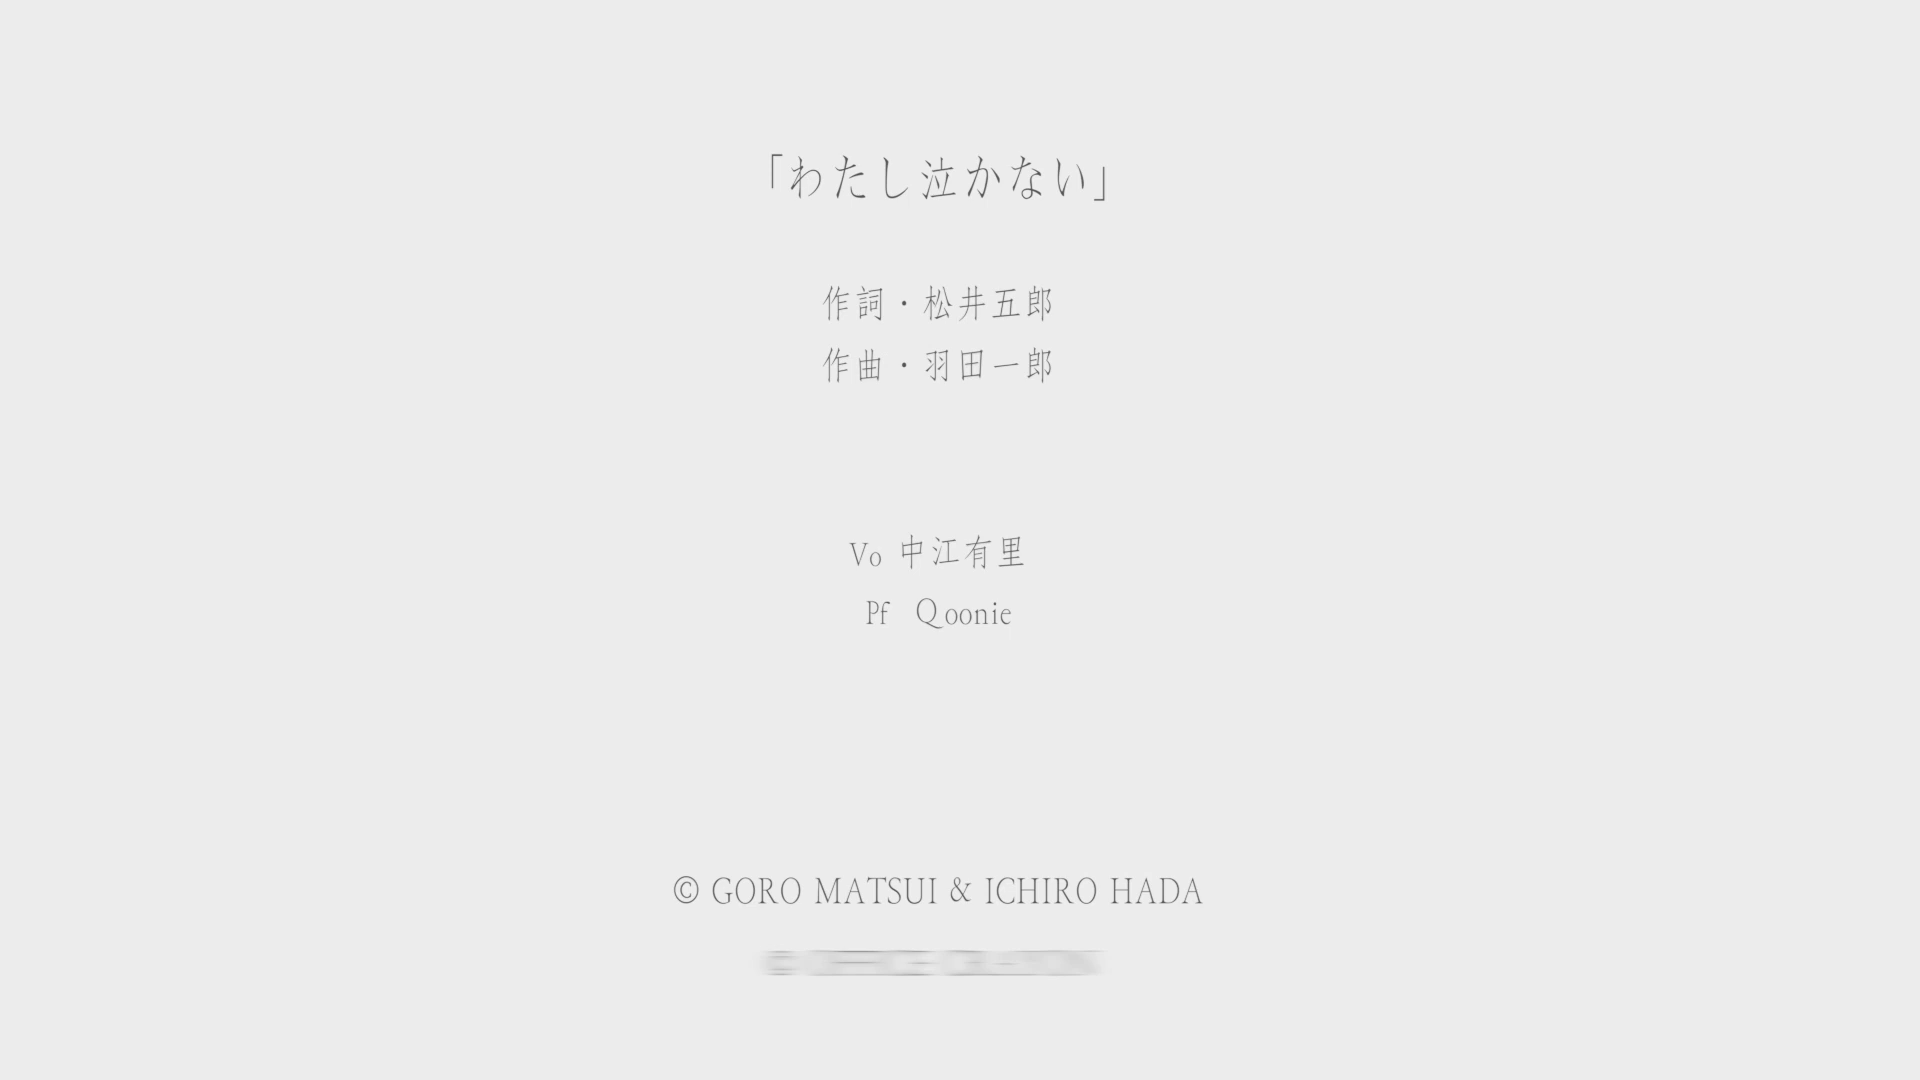 「わたし泣かない」
作詞・松井五郎
作曲・羽田一郎
Vo 中江有里
Pf Qoonie
© GORO MATSUI & ICHIRO HADA